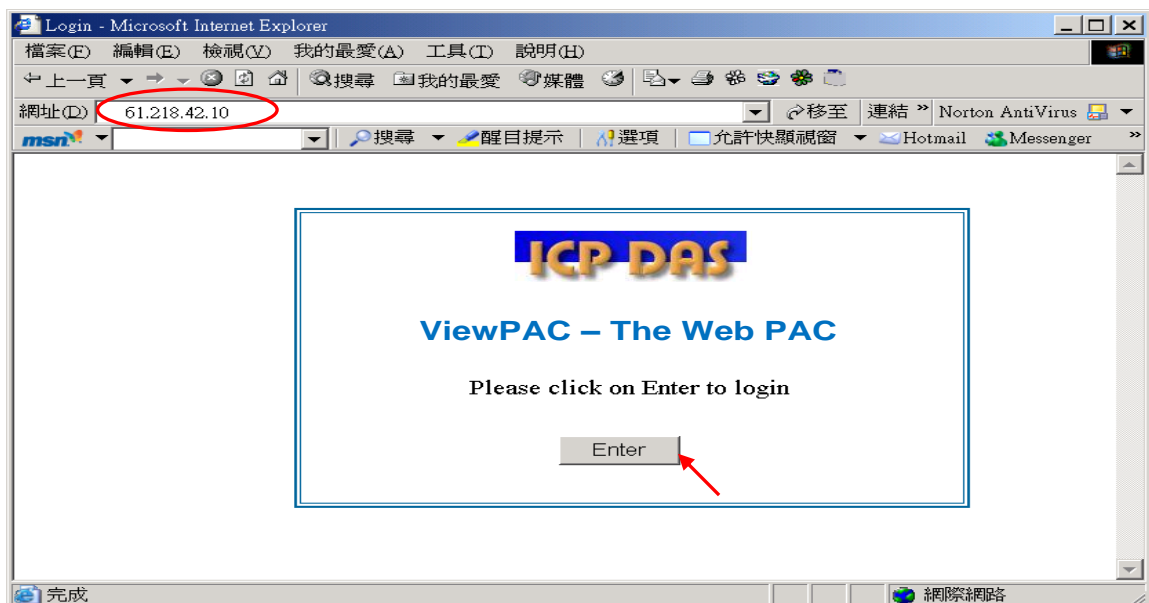 Login - Microsoft Internet Explorer
檔案(F) 編輯(E) 檢視(V) 我的最愛(A) 工具(T) 說明(H)
上一頁 搜尋 我的最愛 媒體
網址(D) 61.218.42.10 移至 連結 » Norton AntiVirus
msn 搜尋 醒目提示 選項 允許快顯視窗 Hotmail Messenger »
ICP DAS
ViewPAC – The Web PAC
Please click on Enter to login
Enter
完成 網際網路